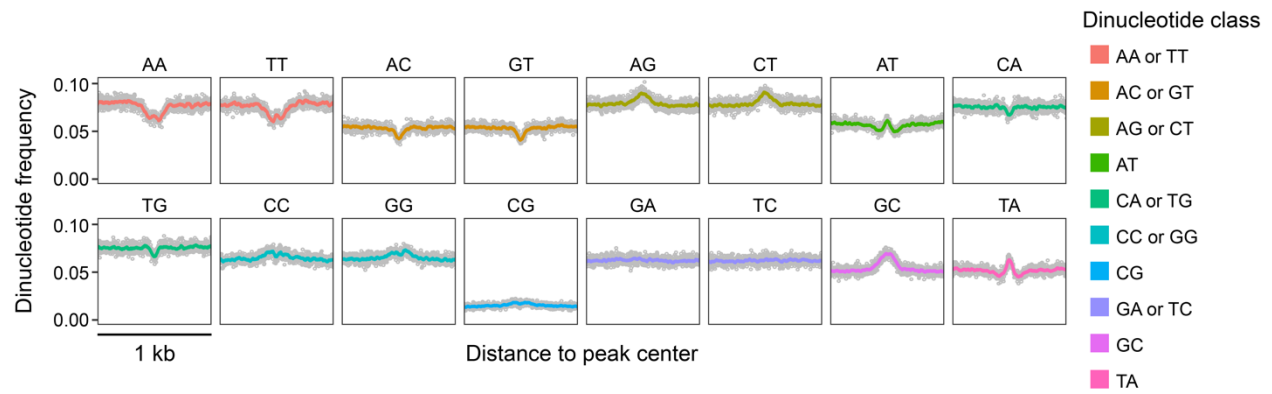 Dinucleotide class
AA or TT
AC or GT
AG or CT
AT
CA or TG
CC or GG
CG
GA or TC
GC
TA
Dinucleotide frequency
AA TT AC GT AG CT AT CA
0.10
0.05
0.00
TG CC GG CG GA TC GC TA
0.10
0.05
0.00
1 kb
Distance to peak center